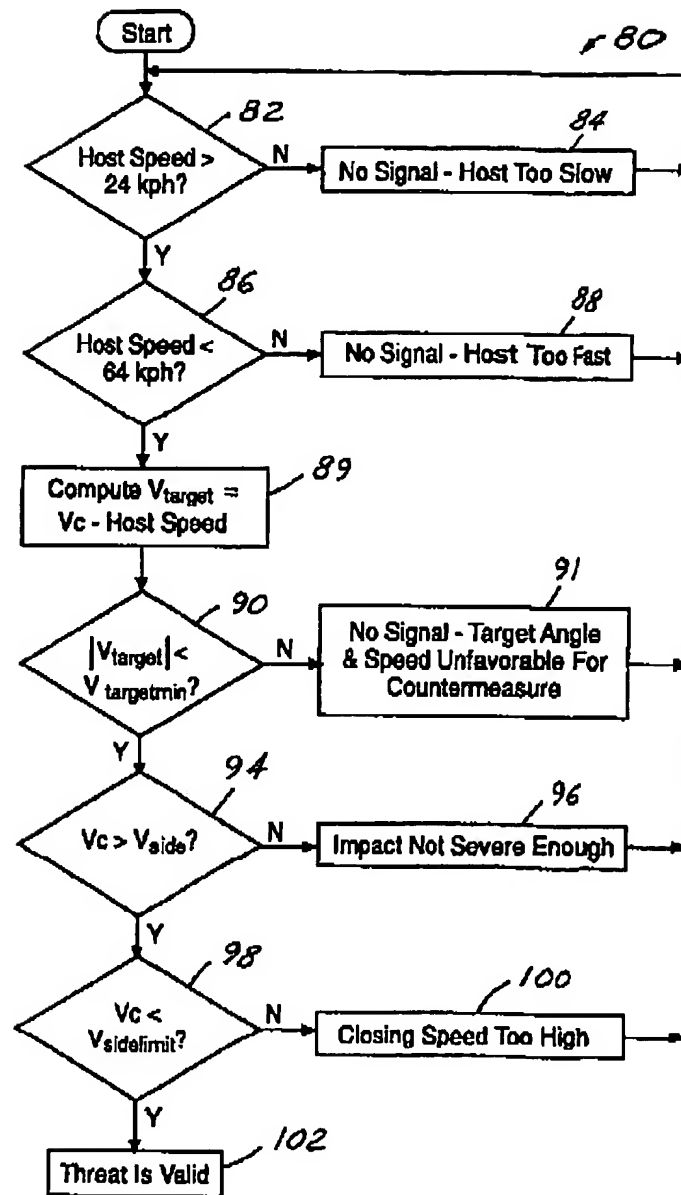 Start
80
82
Host Speed >
24 kph?
N
84
No Signal - Host Too Slow
Y
86
Host Speed <
64 kph?
N
88
No Signal - Host Too Fast
Y
89
Compute Vtarget =
Vc - Host Speed
90
|Vtarget| <
Vtargetmin?
N
91
No Signal - Target Angle
& Speed Unfavorable For
Countermeasure
Y
94
Vc > Vside?
N
96
Impact Not Severe Enough
Y
98
Vc <
Vsidelimit?
N
100
Closing Speed Too High
Y
102
Threat Is Valid